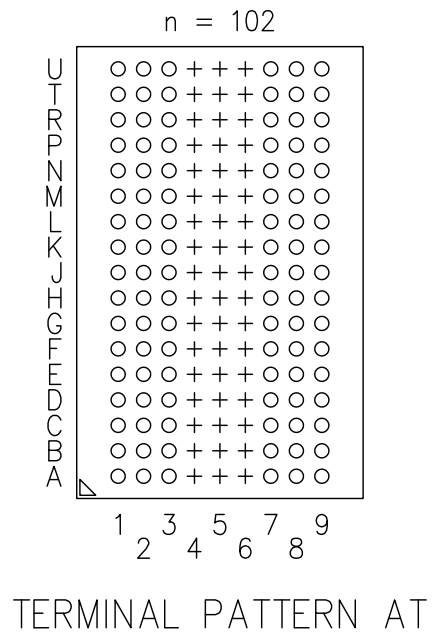 n = 102
U
T
R
P
N
M
L
K
J
H
G
F
E
D
C
B
A
1 3 5 7 9
2 4 6 8
TERMINAL PATTERN AT